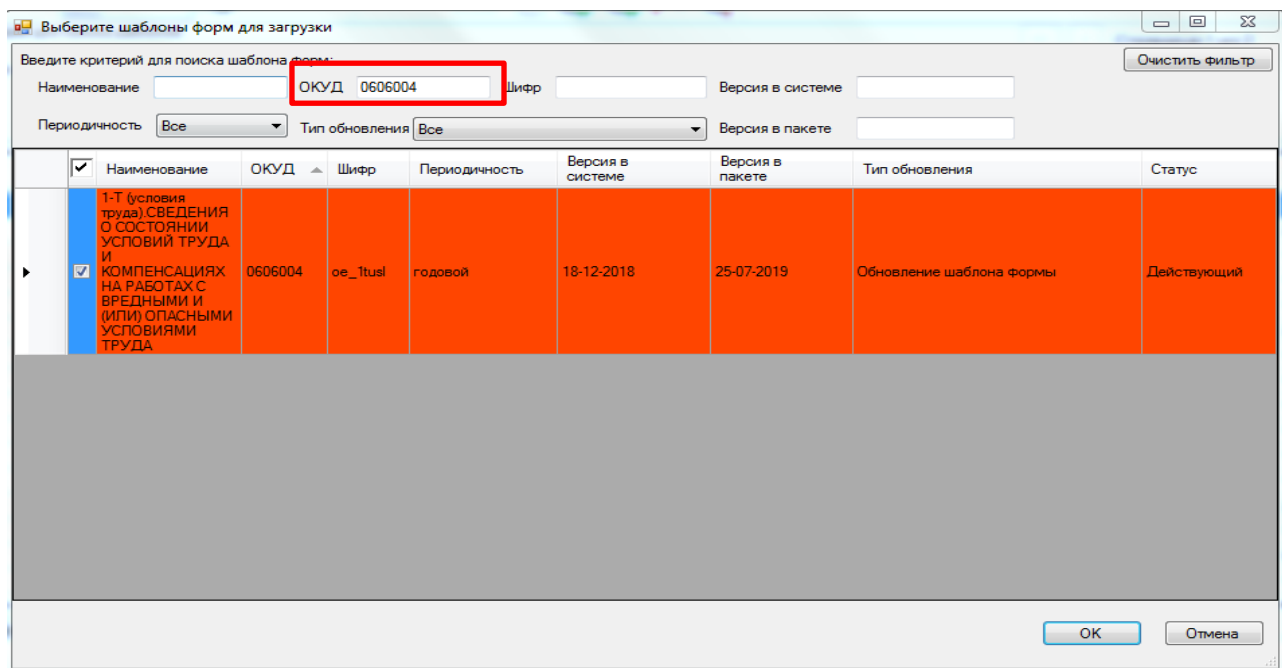 Выберите шаблоны форм для загрузки
Введите критерий для поиска шаблона форм:
Очистить фильтр
Наименование ОКУД 0606004 Шифр Версия в системе
Периодичность Все Тип обновления Все Версия в пакете
Наименование ОКУД Шифр Периодичность Версия в системе Версия в пакете Тип обновления Статус
1-Т (условия
труда).СВЕДЕНИЯ
О СОСТОЯНИИ
УСЛОВИЙ ТРУДА
И
КОМПЕНСАЦИЯХ 0606004 oe_1tusl годовой 18-12-2018 25-07-2019 Обновление шаблона формы Действующий
НА РАБОТАХ С
ВРЕДНЫМИ И
(ИЛИ) ОПАСНЫМИ
УСЛОВИЯМИ
ТРУДА
OK Отмена